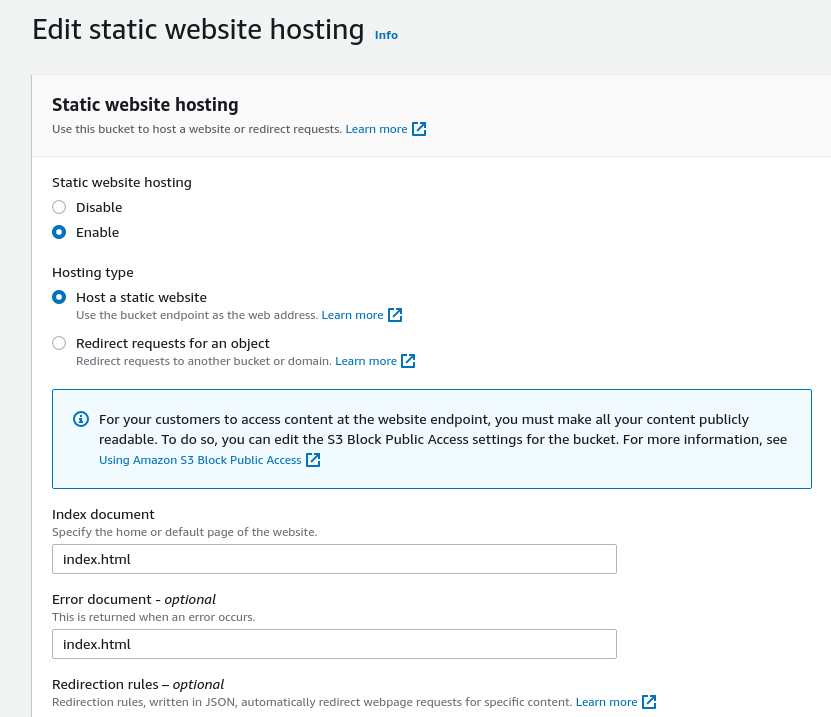 Edit static website hosting Info
Static website hosting
Use this bucket to host a website or redirect requests. Learn more
Static website hosting
Disable
Enable
Hosting type
Host a static website
Use the bucket endpoint as the web address. Learn more
Redirect requests for an object
Redirect requests to another bucket or domain. Learn more
For your customers to access content at the website endpoint, you must make all your content publicly
readable. To do so, you can edit the S3 Block Public Access settings for the bucket. For more information, see
Using Amazon S3 Block Public Access
Index document
Specify the home or default page of the website.
index.html
Error document - optional
This is returned when an error occurs.
index.html
Redirection rules – optional
Redirection rules, written in JSON, automatically redirect webpage requests for specific content. Learn more